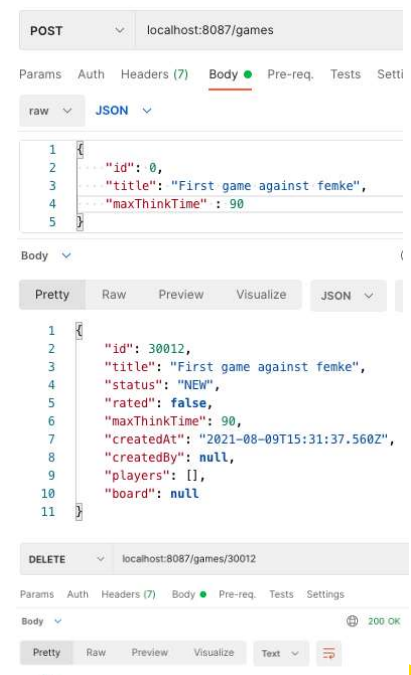 POST localhost:8087/games
Params Auth Headers (7) Body Pre-req. Tests Setti
raw JSON
1 {
2 "id": 0,
3 "title": "First game against femke",
4 "maxThinkTime" : 90
5 }
Body
Pretty Raw Preview Visualize JSON
1 {
2 "id": 30012,
3 "title": "First game against femke",
4 "status": "NEW",
5 "rated": false,
6 "maxThinkTime": 90,
7 "createdAt": "2021-08-09T15:31:37.560Z",
8 "createdBy": null,
9 "players": [],
10 "board": null
11 }
DELETE localhost:8087/games/30012
Params Auth Headers (7) Body Pre-req. Tests Settings
Body 200 OK
Pretty Raw Preview Visualize Text